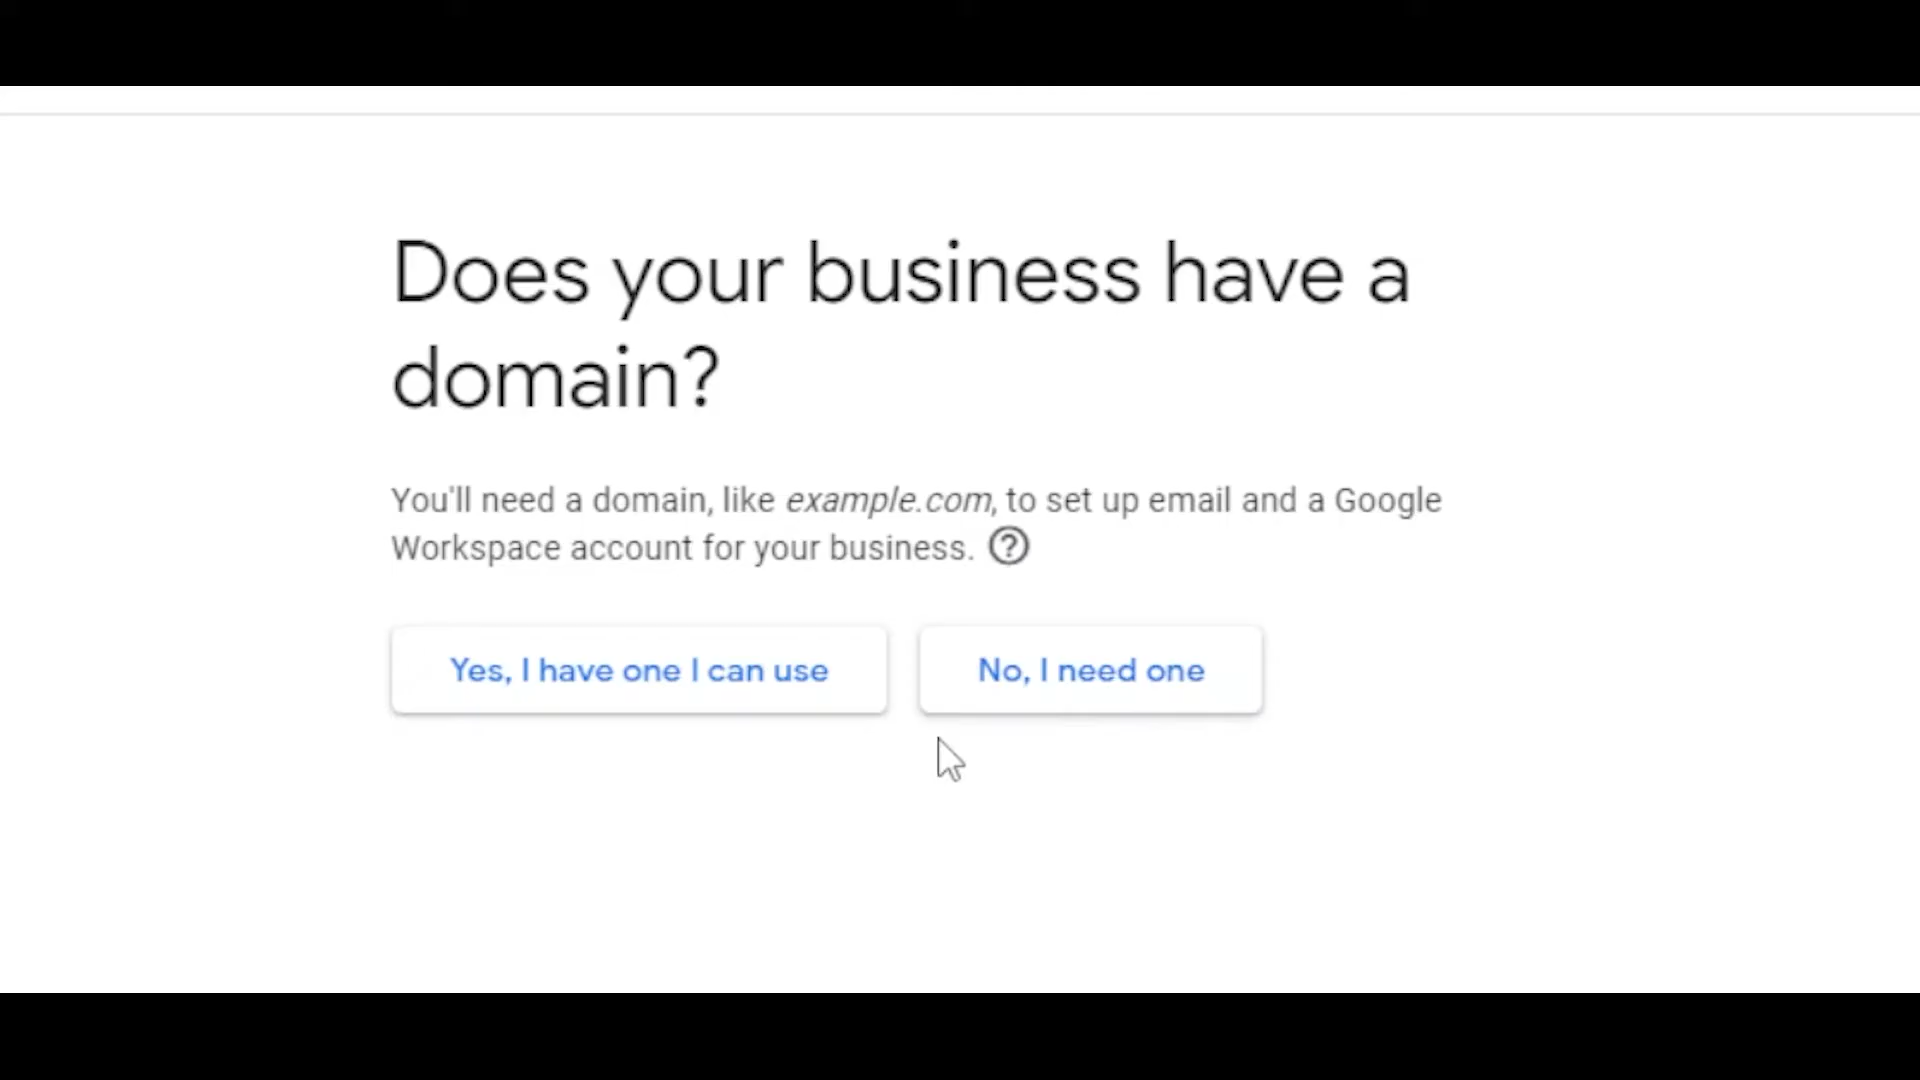 Does your business have a
domain?
You'll need a domain, like example.com, to set up email and a Google
Workspace account for your business. ?
Yes, I have one I can use
No, I need one